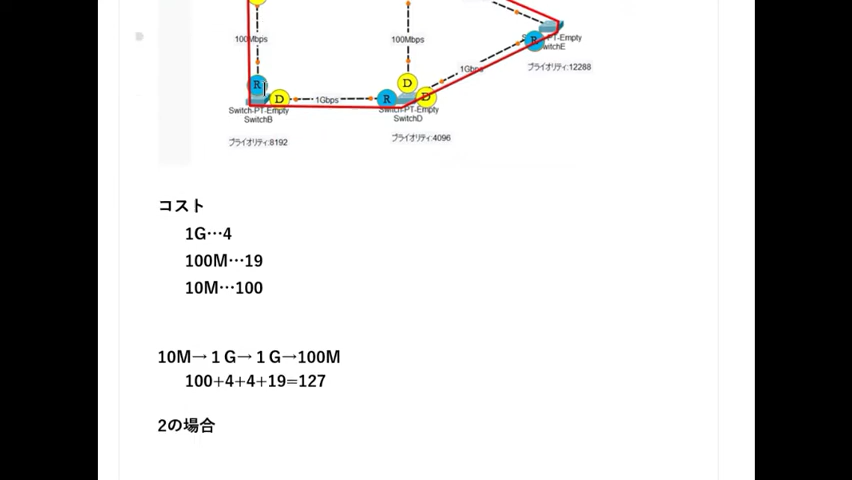 100Mbps
100Mbps
R
Switch-PT-Empty
SwitchE
プライオリティ:12288
1Gbps
R
D
1Gbps
R
D
D
Switch-PT-Empty
SwitchB
Switch-PT-Empty
SwitchD
プライオリティ:8192
プライオリティ:4096
コスト
1G…4
100M…19
10M…100
10M→１G→１G→100M
100+4+4+19=127
2の場合